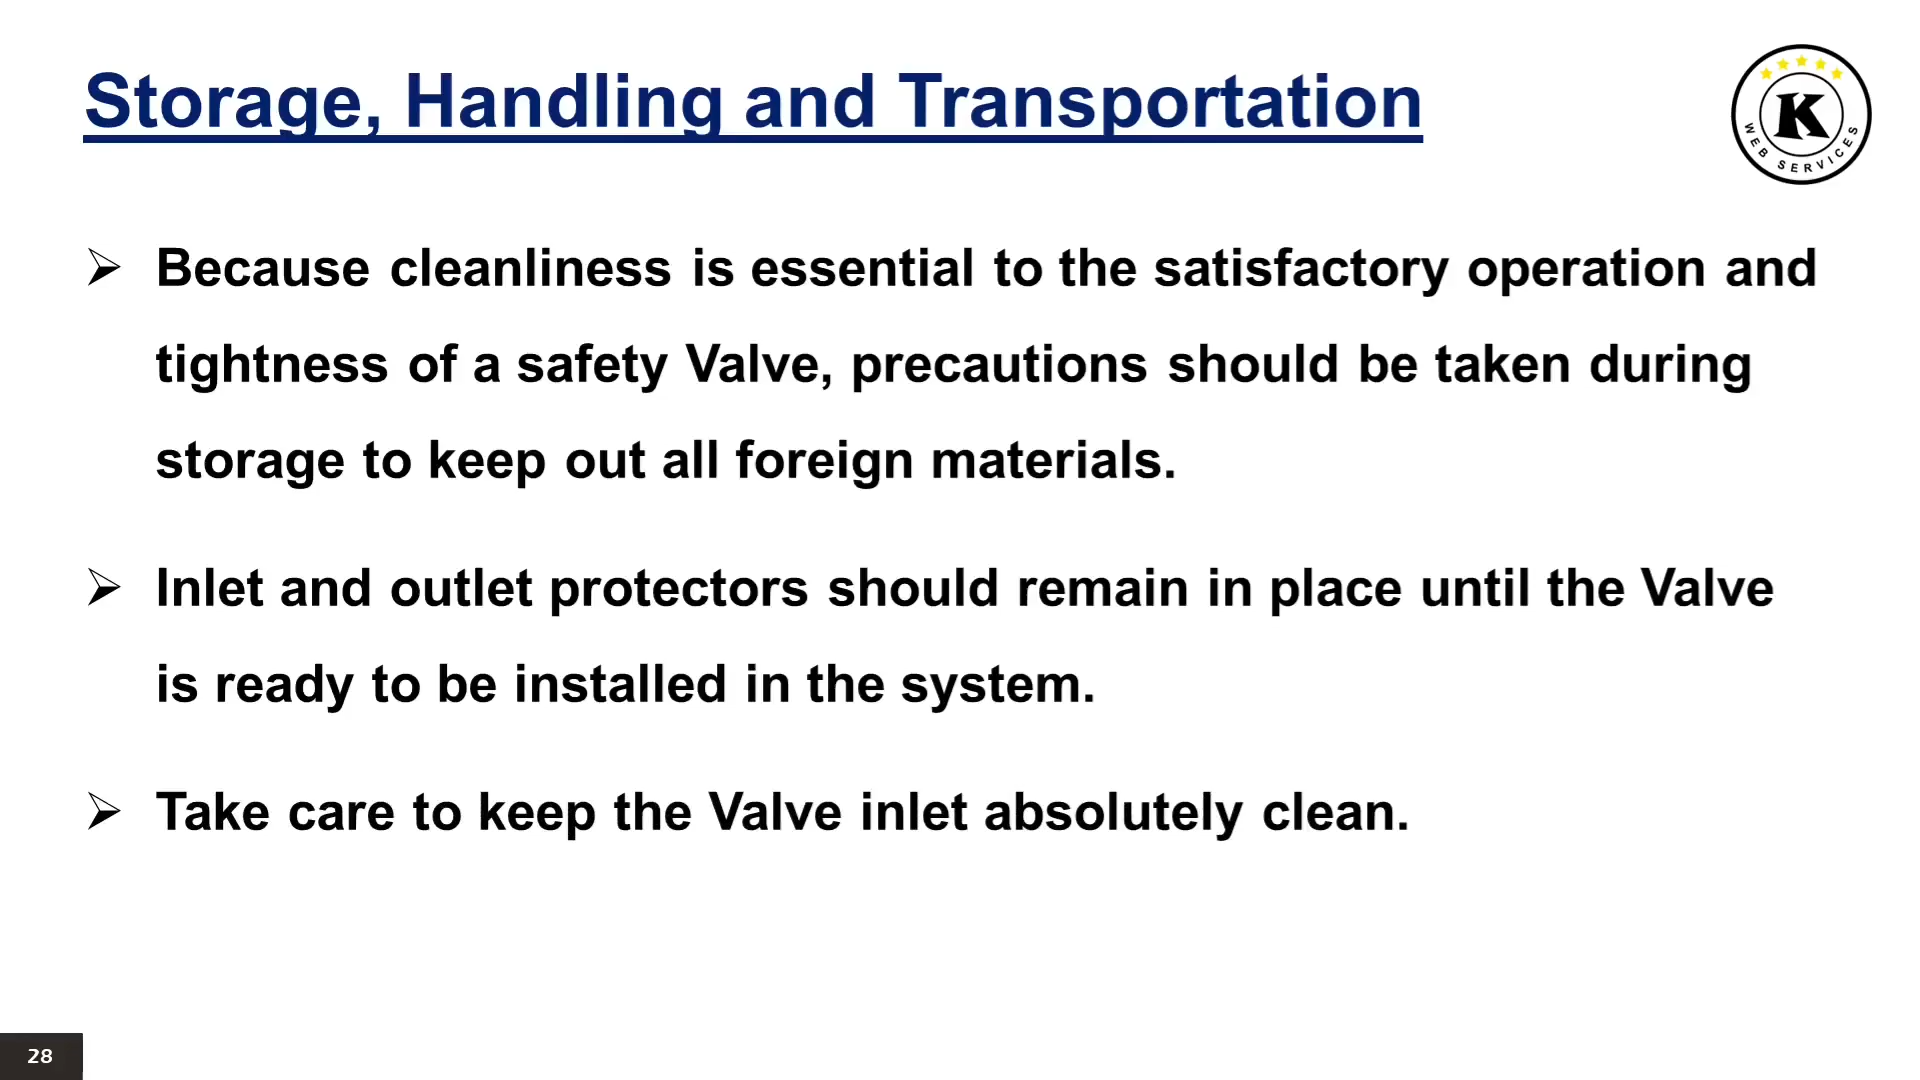 Storage, Handling and Transportation
K
WEB SERVICES
➢ Because cleanliness is essential to the satisfactory operation and
tightness of a safety Valve, precautions should be taken during
storage to keep out all foreign materials.
➢ Inlet and outlet protectors should remain in place until the Valve
is ready to be installed in the system.
➢ Take care to keep the Valve inlet absolutely clean.
28